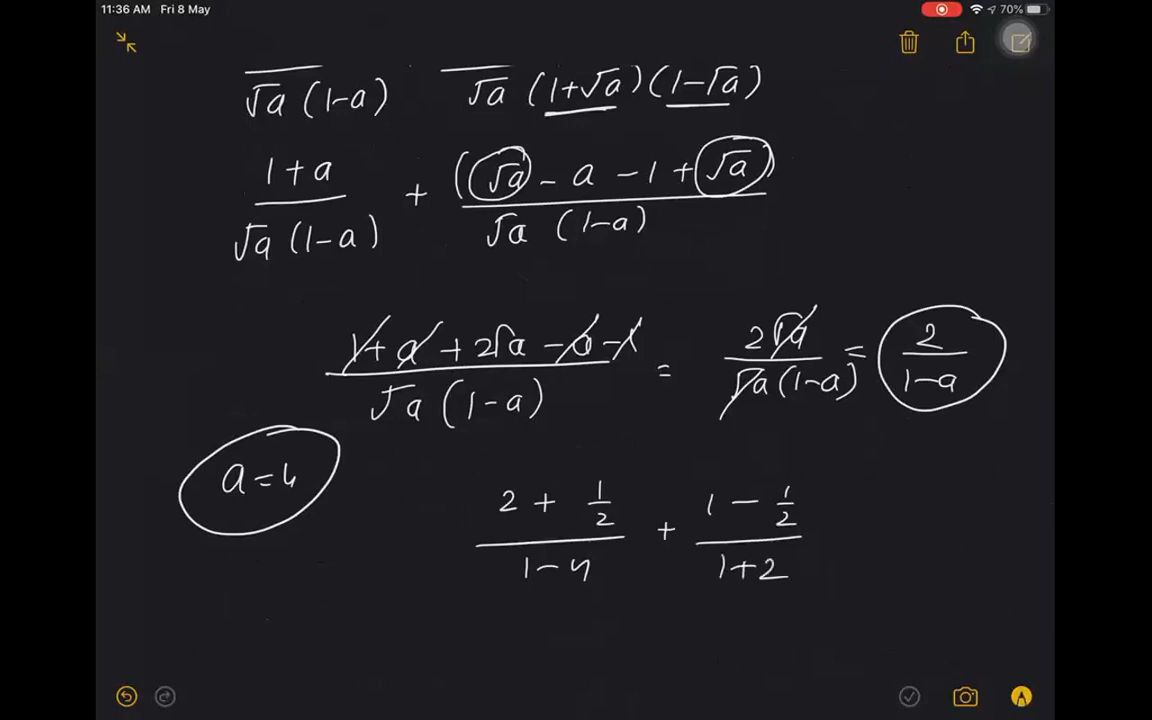 11:36 AM Fri 8 May 70%
√a (1-a) √a (1+√a)(1-√a)
1+a / √a (1-a) + (√a - a - 1 + √a) / √a (1-a)
1+a + 2√a - a - 1 / √a (1-a) = 2√a / √a (1-a) = 2 / 1-a
a = 4
2 + 1/2 / 1-4 + 1 - 1/2 / 1+2